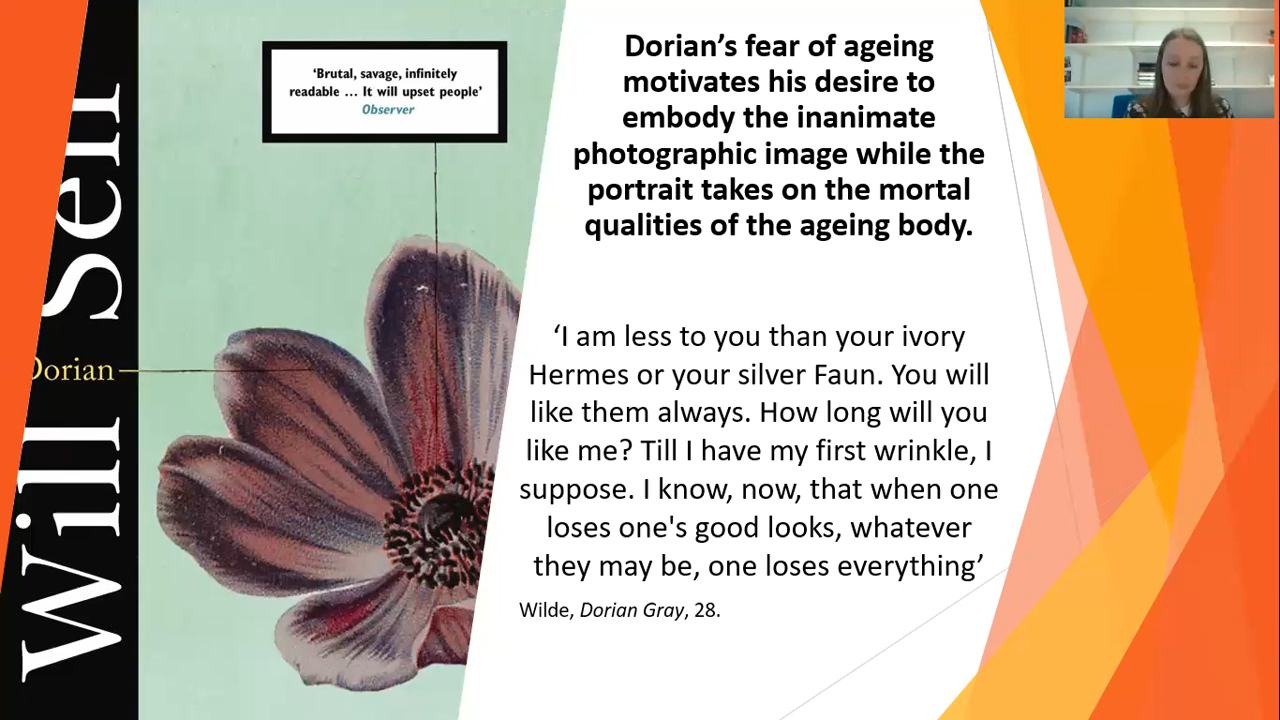 Will Sel
Dorian
‘Brutal, savage, infinitely
readable ... It will upset people’
Observer
Dorian’s fear of ageing
motivates his desire to
embody the inanimate
photographic image while the
portrait takes on the mortal
qualities of the ageing body.
‘I am less to you than your ivory
Hermes or your silver Faun. You will
like them always. How long will you
like me? Till I have my first wrinkle, I
suppose. I know, now, that when one
loses one's good looks, whatever
they may be, one loses everything’
Wilde, Dorian Gray, 28.